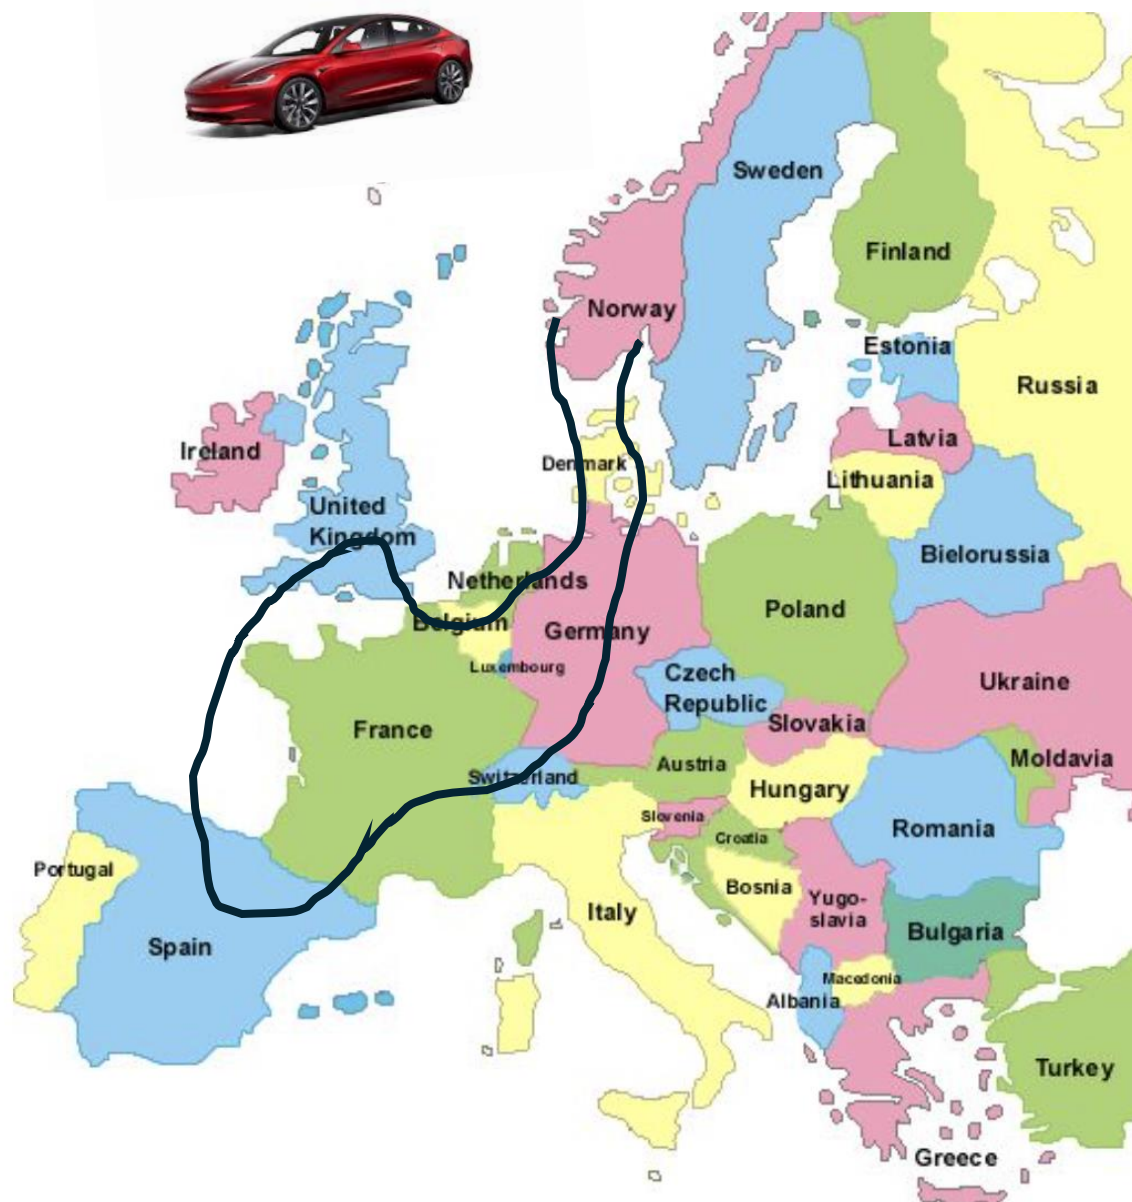 Sweden
Finland
Norway
Estonia
Russia
Latvia
Ireland
Denmark
Lithuania
United
Kingdom
Bielorussia
Netherlands
Poland
Belgium
Germany
Luxembourg
Czech
Republic
Ukraine
Slovakia
France
Moldavia
Austria
Switzerland
Hungary
Slovenia
Romania
Croatia
Portugal
Bosnia
Yugo-
slavia
Italy
Bulgaria
Spain
Macedonia
Albania
Turkey
Greece